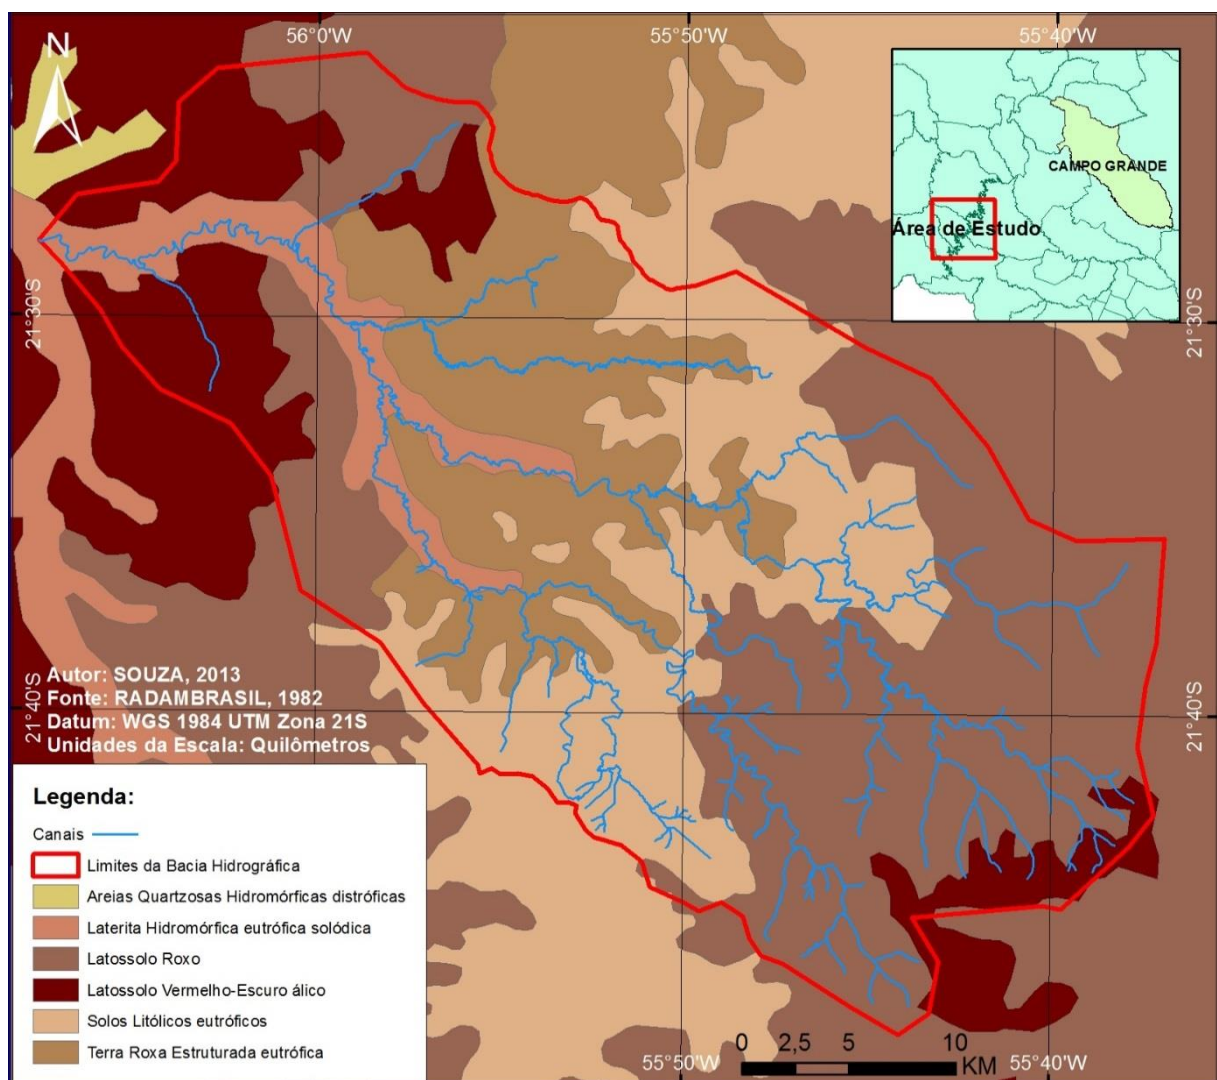 56°0'W
55°50'W
55°40'W
N
CAMPO GRANDE
Área de Estudo
21°30'S
21°30'S
Autor: SOUZA, 2013
Fonte: RADAMBRASIL, 1982
Datum: WGS 1984 UTM Zona 21S
Unidades da Escala: Quilômetros
21°40'S
21°40'S
Legenda:
Canais
Limites da Bacia Hidrográfica
Areias Quartzosas Hidromórficas distróficas
Laterita Hidromórfica eutrófica solódica
Latossolo Roxo
Latossolo Vermelho-Escuro álico
Solos Litólicos eutróficos
Terra Roxa Estruturada eutrófica
0 2,5 5 10
KM
55°50'W
55°40'W